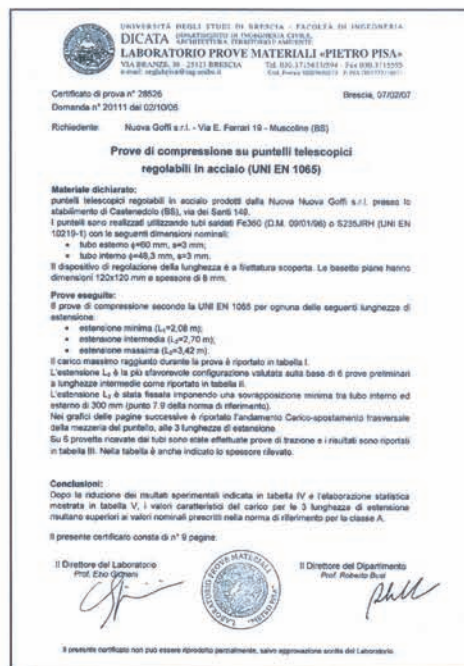 UNIVERSITÀ DEGLI STUDI DI BRESCIA - FACOLTÀ DI INGEGNERIA
DICATA DIPARTIMENTO DI INGEGNERIA CIVILE,
ARCHITETTURA, TERRITORIO E AMBIENTE
LABORATORIO PROVE MATERIALI «PIETRO PISA»
VIA BRANZE, 38 - 25123 BRESCIA
Certificato di prova n° 28526
Brescia, 07/02/07
Domanda n° 20111 del 02/10/06
Richiedente: Nuova Goffi s.r.l. - Via E. Ferrari 19 - Muscoline (BS)
Prove di compressione su puntelli telescopici
regolabili in acciaio (UNI EN 1065)
Materiale dichiarato:
puntelli telescopici regolabili in acciaio prodotti dalla Nuova Nuova Goffi s.r.l. presso lo
stabilimento di Castenedolo (BS), via dei Santi 149.
I puntelli sono realizzati utilizzando tubi saldati Fe360 (D.M. 09/01/96) o S235JRH (UNI EN
10219-1) con le seguenti dimensioni nominali:
• tubo esterno ϕ=60 mm, s=3 mm;
• tubo interno ϕ=48,3 mm, s=3 mm.
Il dispositivo di regolazione della lunghezza è a filettatura scoperta. Le basette piane hanno
dimensioni 120x120 mm e spessore di 6 mm.
Prove eseguite:
Il prove di compressione secondo la UNI EN 1065 per ognuna delle seguenti lunghezze di
estensione:
• estensione minima (L₁=2,08 m);
• estensione intermedia (L₂=2,70 m);
• estensione massima (L₃=3,42 m).
Il carico massimo raggiunto durante la prova è riportato in tabella I.
L'estensione L₂ è la più sfavorevole configurazione valutata sulla base di 6 prove preliminari
a lunghezze intermedie come riportato in tabella II.
L'estensione L₃ è stata fissata imponendo una sovrapposizione minima tra tubo interno ed
esterno di 300 mm (punto 7.9 della norma di riferimento).
Nei grafici delle pagine successive è riportato l'andamento Carico-spostamento trasversale
della mezzeria del puntello, alle 3 lunghezze di estensione
Su 6 provette ricavate dai tubi sono state effettuate prove di trazione e i risultati sono riportati
in tabella III. Nella tabella è anche indicato lo spessore rilevato.
Conclusioni:
Dopo la riduzione dei risultati sperimentali indicata in tabella IV e l'elaborazione statistica
mostrata in tabella V, i valori caratteristici del carico per le 3 lunghezze di estensione
risultano superiori ai valori nominali prescritti nella norma di riferimento per la classe A.
Il presente certificato consta di n° 9 pagine.
Il Direttore del Laboratorio
Il Direttore del Dipartimento
Prof. Roberto Busi
LABORATORIO PROVE MATERIALI
Il presente certificato non può essere riprodotto parzialmente, salvo approvazione scritta del Laboratorio.